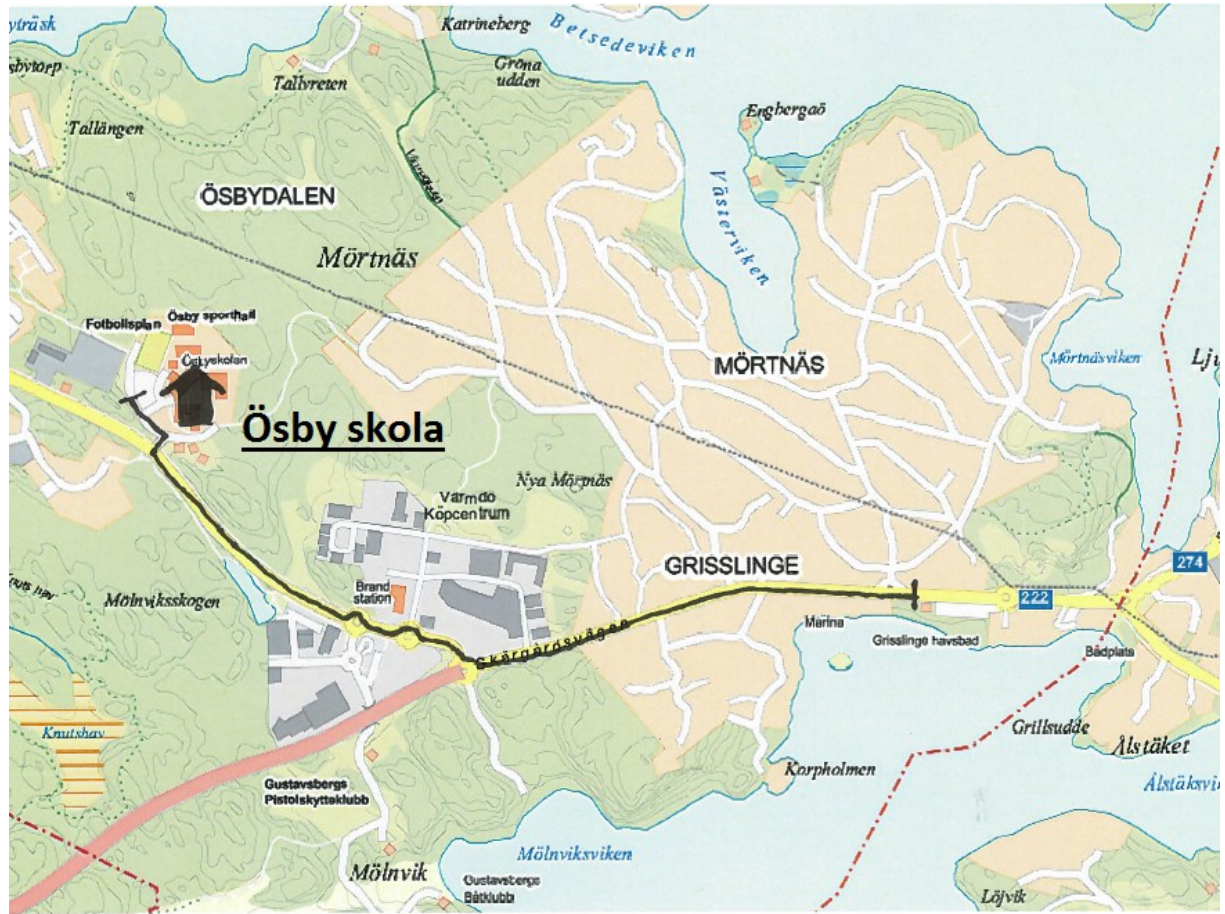 Katrineberg
Betsedeviken
Tallvreten
Gröna
udden
Tallängen
Engbergaö
ÖSBYDALEN
Västerviken
Mörtnäs
Ösby sporthall
Fotbollsplan
MÖRTNÄS
Mörtnäsviken
Ösby skola
Nya Mörtnäs
Värmdö
Köpcentrum
GRISSLINGE
274
Brand
station
222
Mölnviksskogen
Skärgårdsvägen
Marina
Grisslinge havsbad
Bådplats
Knutshav
Grillsudde
Ålstäket
Korpholmen
Gustavsbergs
Pistolskytteklubb
Mölnviksviken
Mölnvik
Gustavsbergs
Båtklubb
Löjvik